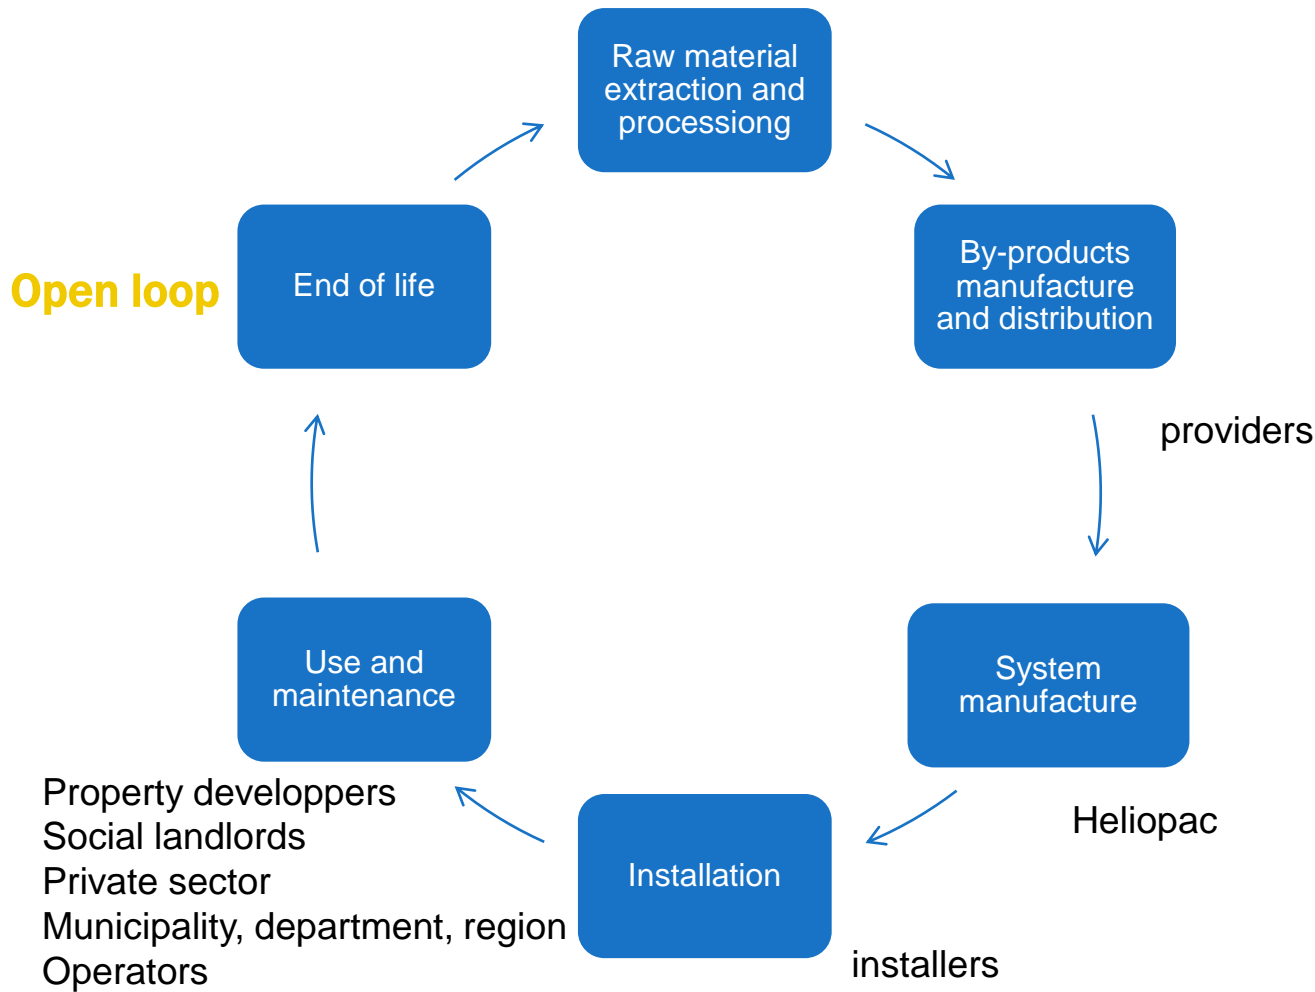 Raw material
extraction and
processiong
By-products
manufacture
and distribution
providers
System
manufacture
Heliopac
Installation
installers
Use and
maintenance
Property developpers
Social landlords
Private sector
Municipality, department, region
Operators
End of life
Open loop